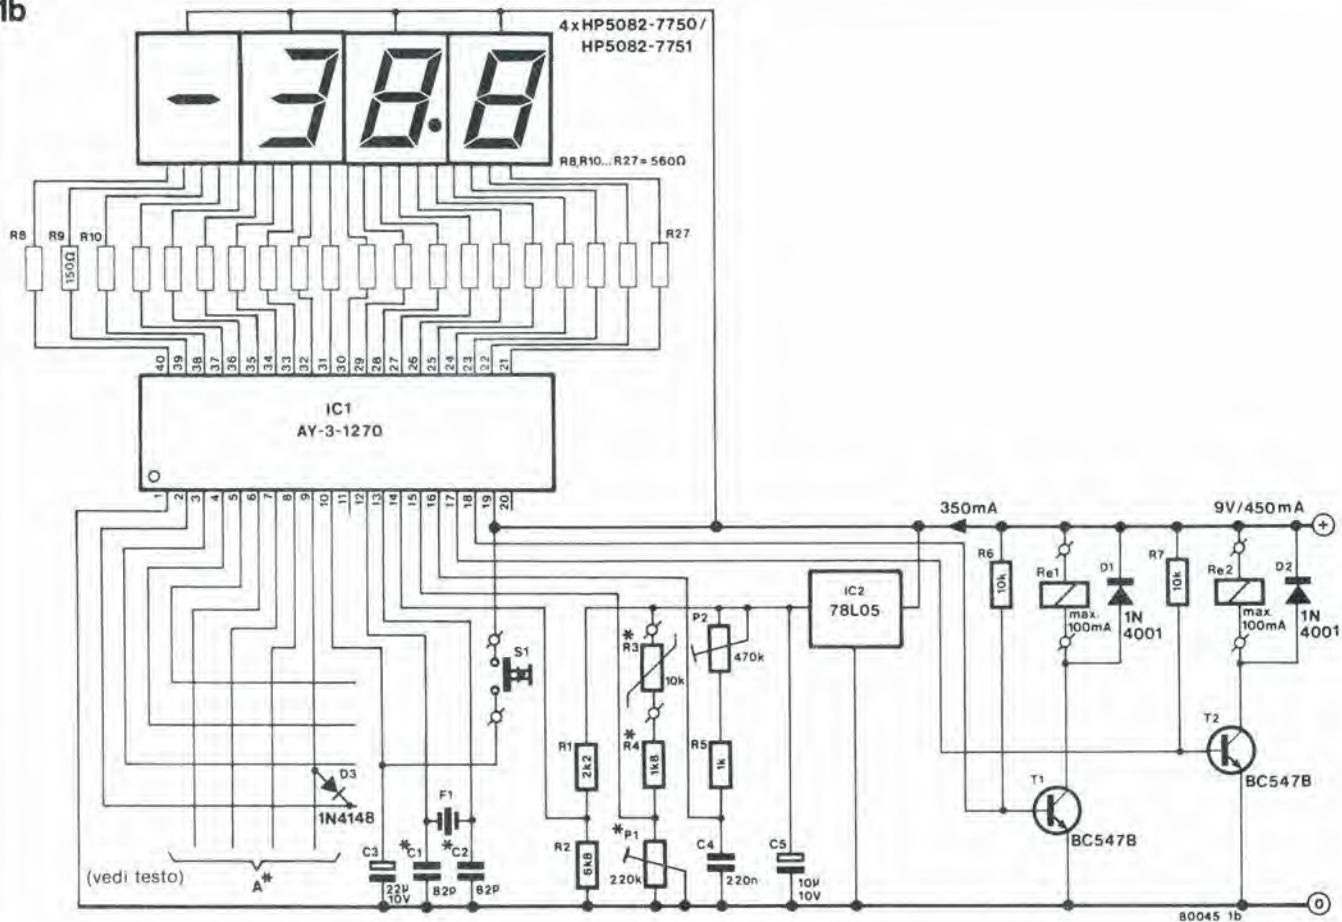 1b
4xHP5082-7750/
HP5082-7751
- 3 8. 8
R8,R10...R27 = 560Ω
R8
R9
R10
R27
150Ω
40 39 38 37 36 35 34 33 32 31 30 29 28 27 26 25 24 23 22 21
IC1
AY-3-1270
1 2 3 4 5 6 7 8 9 10 11 12 13 14 15 16 17 18 19 20
350mA
9V/450mA
+
R6
10k
Re1
max.
100mA
D1
1N
4001
R7
10k
Re2
max.
100mA
D2
1N
4001
IC2
78L05
P2
470k
*
R3
10k
S1
R1
2k2
*
R4
1k8
R5
1k
T2
BC547B
D3
1N4148
F1
T1
BC547B
C3
22µ
10V
*
C1
82p
*
C2
82p
R2
6k8
*
P1
220k
C4
220n
C5
10µ
10V
(vedi testo)
A*
0
80045 1b